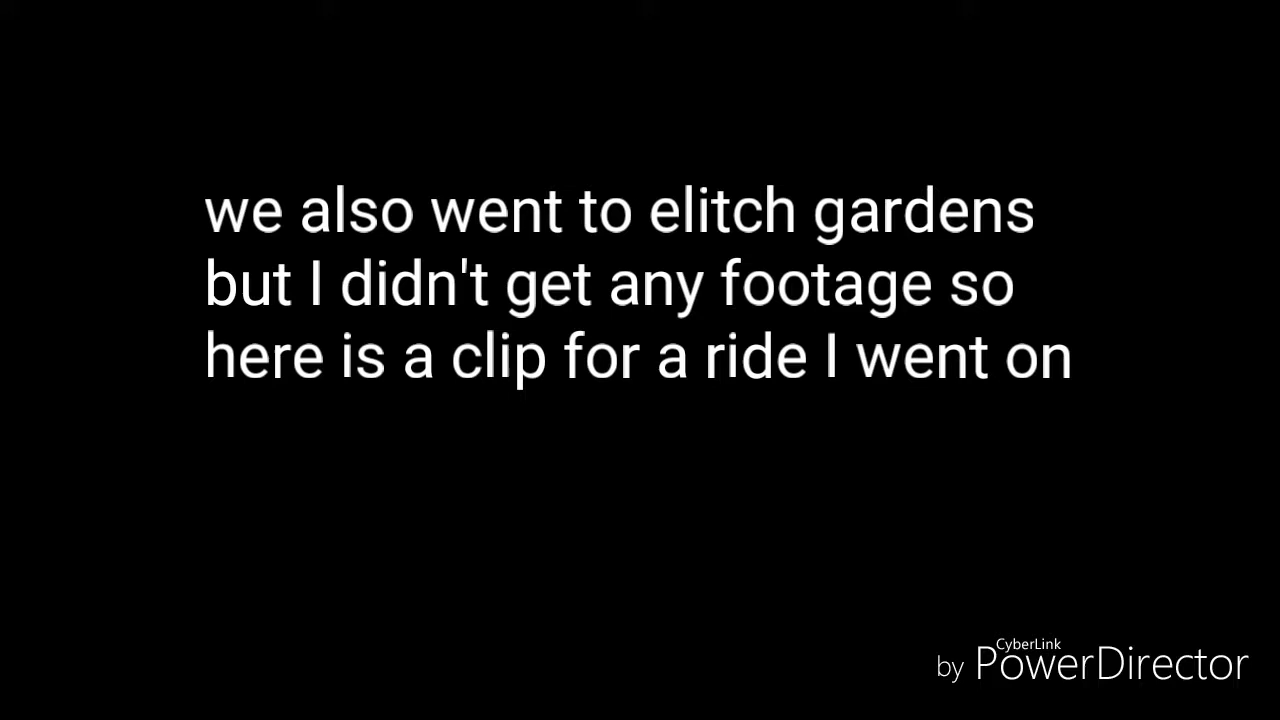 we also went to elitch gardens
but I didn't get any footage so
here is a clip for a ride I went on
CyberLink
by PowerDirector